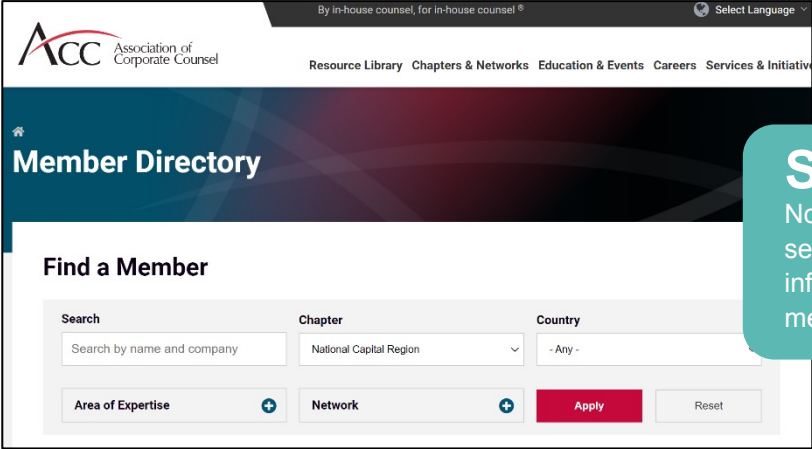 By in-house counsel, for in-house counsel ®
Select Language
ACC Association of
Corporate Counsel
Resource Library Chapters & Networks Education & Events Careers Services & Initiative
Member Directory
Find a Member
Search Chapter Country
Search by name and company National Capital Region - Any -
Area of Expertise Network Apply Reset